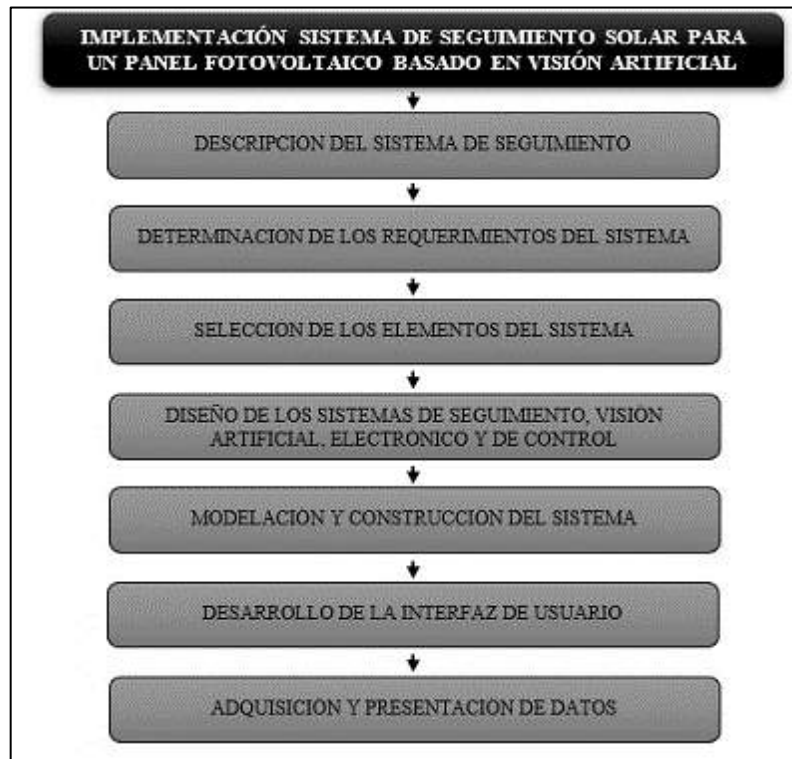 IMPLEMENTACIÓN SISTEMA DE SEGUIMIENTO SOLAR PARA
UN PANEL FOTOVOLTAICO BASADO EN VISIÓN ARTIFICIAL
DESCRIPCION DEL SISTEMA DE SEGUIMIENTO
DETERMINACION DE LOS REQUERIMIENTOS DEL SISTEMA
SELECCION DE LOS ELEMENTOS DEL SISTEMA
DISEÑO DE LOS SISTEMAS DE SEGUIMIENTO, VISIÓN
ARTIFICIAL, ELECTRONICO Y DE CONTROL
MODELACION Y CONSTRUCCION DEL SISTEMA
DESARROLLO DE LA INTERFAZ DE USUARIO
ADQUISICIÓN Y PRESENTACION DE DATOS